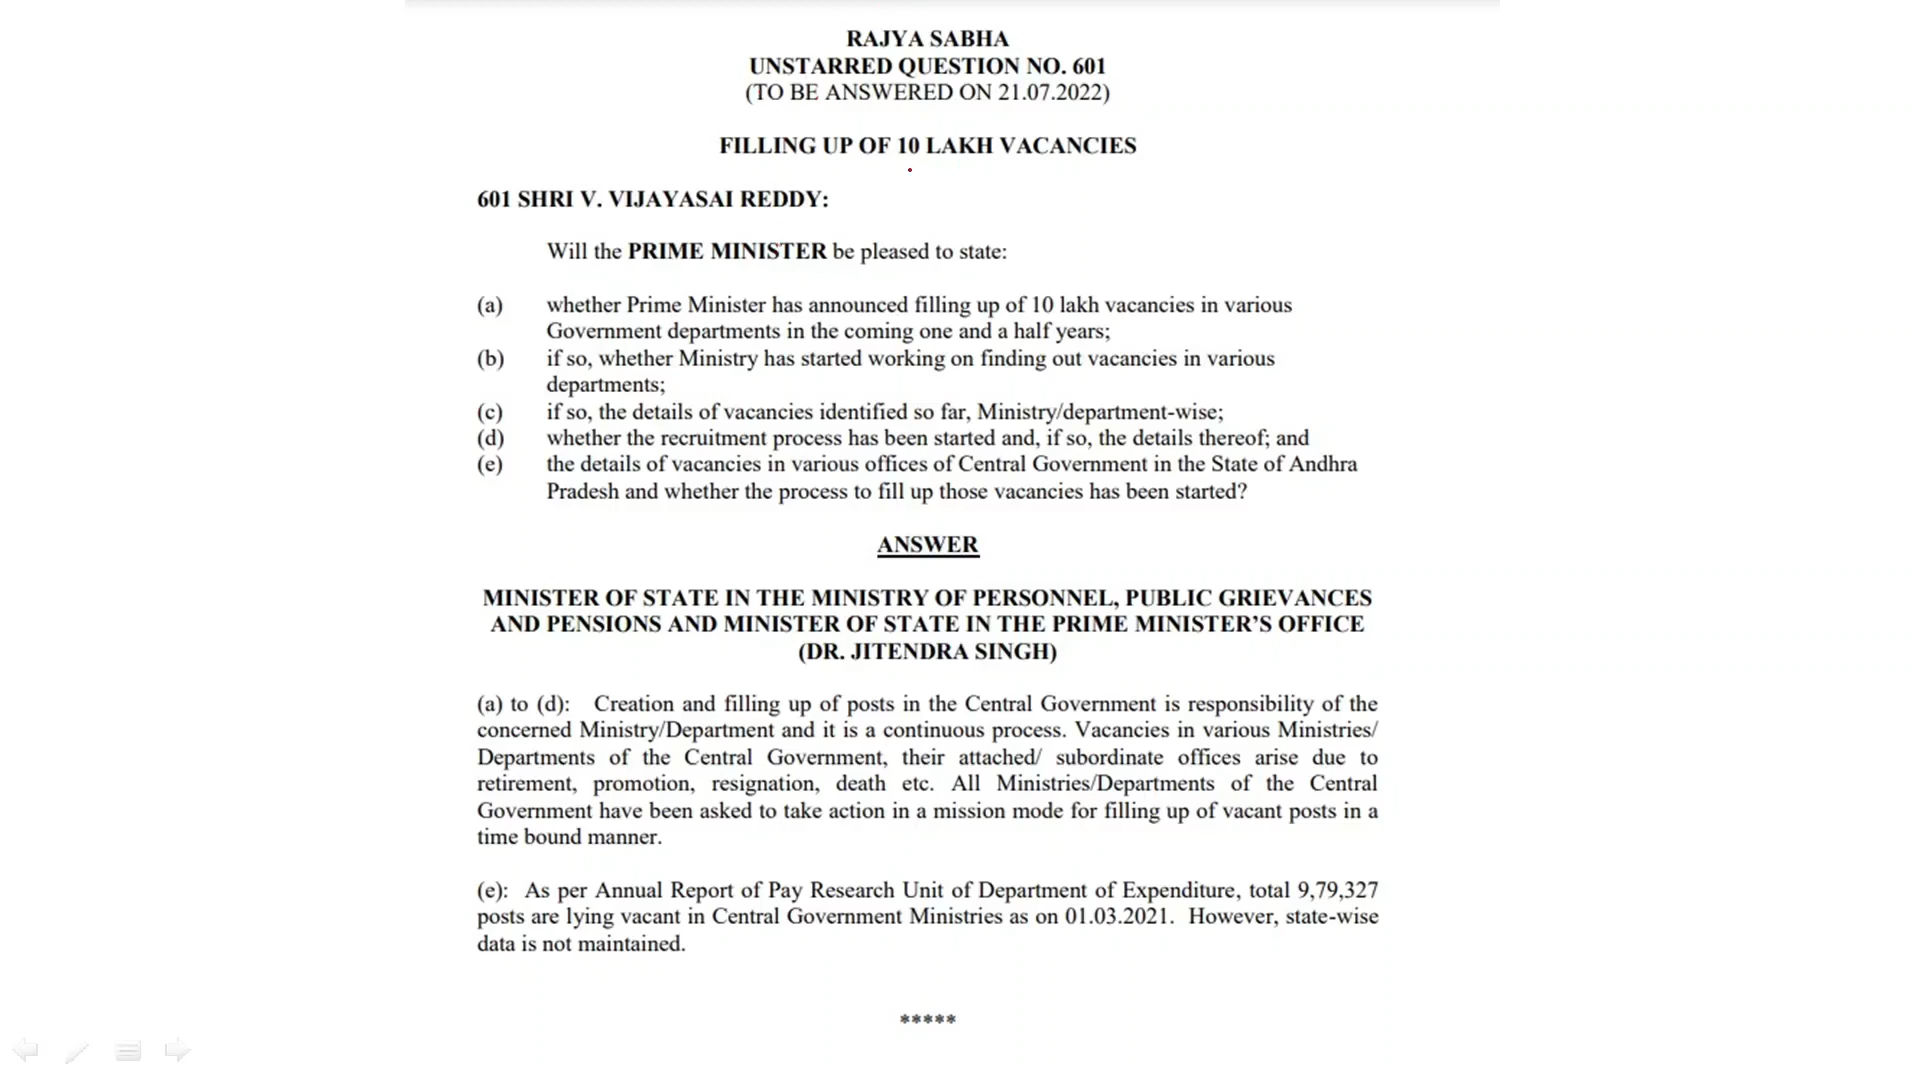 RAJYA SABHA
UNSTARRED QUESTION NO. 601
(TO BE ANSWERED ON 21.07.2022)
FILLING UP OF 10 LAKH VACANCIES
601 SHRI V. VIJAYASAI REDDY:
Will the PRIME MINISTER be pleased to state:
(a) whether Prime Minister has announced filling up of 10 lakh vacancies in various
Government departments in the coming one and a half years;
(b) if so, whether Ministry has started working on finding out vacancies in various
departments;
(c) if so, the details of vacancies identified so far, Ministry/department-wise;
(d) whether the recruitment process has been started and, if so, the details thereof; and
(e) the details of vacancies in various offices of Central Government in the State of Andhra
Pradesh and whether the process to fill up those vacancies has been started?
ANSWER
MINISTER OF STATE IN THE MINISTRY OF PERSONNEL, PUBLIC GRIEVANCES
AND PENSIONS AND MINISTER OF STATE IN THE PRIME MINISTER’S OFFICE
(DR. JITENDRA SINGH)
(a) to (d): Creation and filling up of posts in the Central Government is responsibility of the
concerned Ministry/Department and it is a continuous process. Vacancies in various Ministries/
Departments of the Central Government, their attached/ subordinate offices arise due to
retirement, promotion, resignation, death etc. All Ministries/Departments of the Central
Government have been asked to take action in a mission mode for filling up of vacant posts in a
time bound manner.
(e): As per Annual Report of Pay Research Unit of Department of Expenditure, total 9,79,327
posts are lying vacant in Central Government Ministries as on 01.03.2021. However, state-wise
data is not maintained.
*****